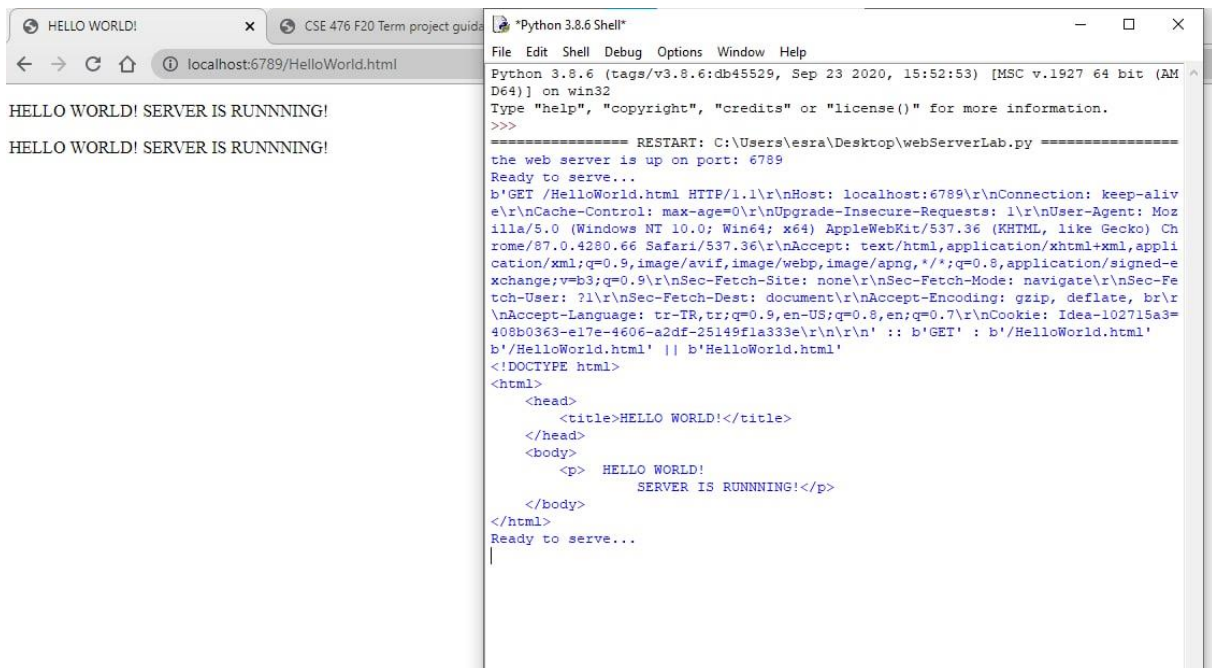 HELLO WORLD!
CSE 476 F20 Term project guida
localhost:6789/HelloWorld.html
HELLO WORLD! SERVER IS RUNNNING!
HELLO WORLD! SERVER IS RUNNNING!
*Python 3.8.6 Shell*
File Edit Shell Debug Options Window Help
Python 3.8.6 (tags/v3.8.6:db45529, Sep 23 2020, 15:52:53) [MSC v.1927 64 bit (AM
D64)] on win32
Type "help", "copyright", "credits" or "license()" for more information.
>>>
================ RESTART: C:\Users\esra\Desktop\webServerLab.py ================
the web server is up on port: 6789
Ready to serve...
b'GET /HelloWorld.html HTTP/1.1\r\nHost: localhost:6789\r\nConnection: keep-aliv
e\r\nCache-Control: max-age=0\r\nUpgrade-Insecure-Requests: 1\r\nUser-Agent: Moz
illa/5.0 (Windows NT 10.0; Win64; x64) AppleWebKit/537.36 (KHTML, like Gecko) Ch
rome/87.0.4280.66 Safari/537.36\r\nAccept: text/html,application/xhtml+xml,appli
cation/xml;q=0.9,image/avif,image/webp,image/apng,*/*;q=0.8,application/signed-e
xchange;v=b3;q=0.9\r\nSec-Fetch-Site: none\r\nSec-Fetch-Mode: navigate\r\nSec-Fe
tch-User: ?1\r\nSec-Fetch-Dest: document\r\nAccept-Encoding: gzip, deflate, br\r
\nAccept-Language: tr-TR,tr;q=0.9,en-US;q=0.8,en;q=0.7\r\nCookie: Idea-102715a3=
408b0363-e17e-4606-a2df-25149f1a333e\r\n\r\n' :: b'GET' : b'/HelloWorld.html'
b'/HelloWorld.html' || b'HelloWorld.html'
<!DOCTYPE html>
<html>
<head>
<title>HELLO WORLD!</title>
</head>
<body>
<p> HELLO WORLD!
SERVER IS RUNNNING!</p>
</body>
</html>
Ready to serve...